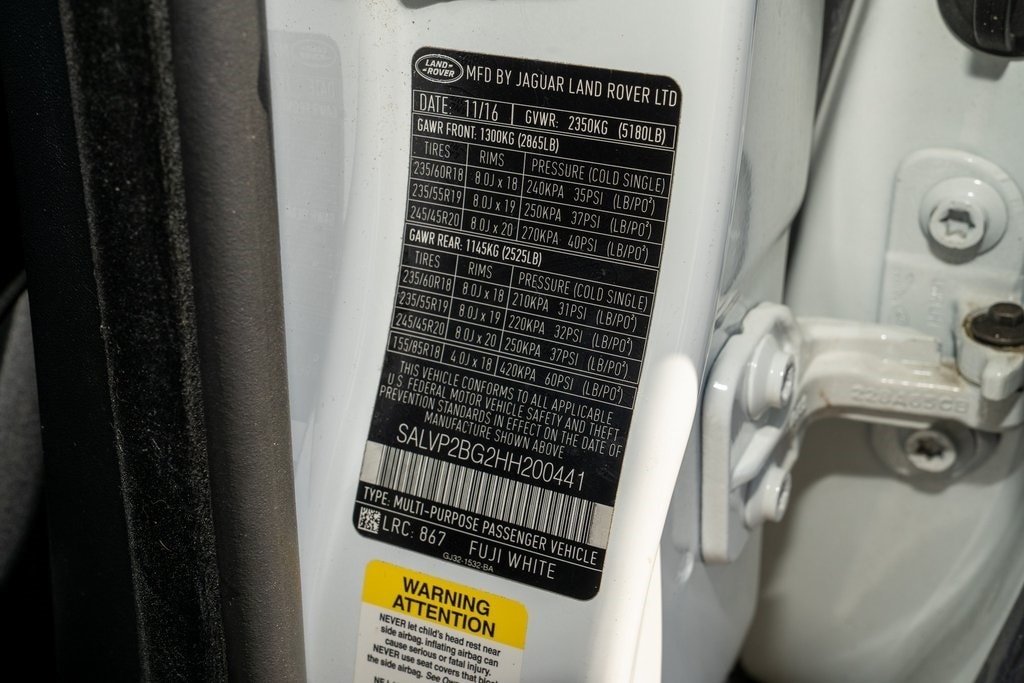 LAND-ROVER MFD BY JAGUAR LAND ROVER LTD
DATE: 11/16 GVWR: 2350KG (5180LB)
GAWR FRONT: 1300KG (2865LB)
TIRES RIMS PRESSURE (COLD SINGLE)
235/60R18 8.0J x 18 240KPA 35PSI (LB/PO²)
235/55R19 8.0J x 19 250KPA 37PSI (LB/PO²)
245/45R20 8.0J x 20 270KPA 40PSI (LB/PO²)
GAWR REAR: 1145KG (2525LB)
TIRES RIMS PRESSURE (COLD SINGLE)
235/60R18 8.0J x 18 210KPA 31PSI (LB/PO²)
235/55R19 8.0J x 19 220KPA 32PSI (LB/PO²)
245/45R20 8.0J x 20 250KPA 37PSI (LB/PO²)
155/85R18 4.0J x 18 420KPA 60PSI (LB/PO²)
THIS VEHICLE CONFORMS TO ALL APPLICABLE
U.S. FEDERAL MOTOR VEHICLE SAFETY AND THEFT
PREVENTION STANDARDS IN EFFECT ON THE DATE OF
MANUFACTURE SHOWN ABOVE
SALVP2BG2HH200441
TYPE: MULTI-PURPOSE PASSENGER VEHICLE
LRC: 867 FUJI WHITE
GJ32-1532-BA
WARNING
ATTENTION
NEVER let child's head rest near
side airbag. inflating airbag can
cause serious or fatal injury.
NEVER use seat covers that block
the side airbag. See